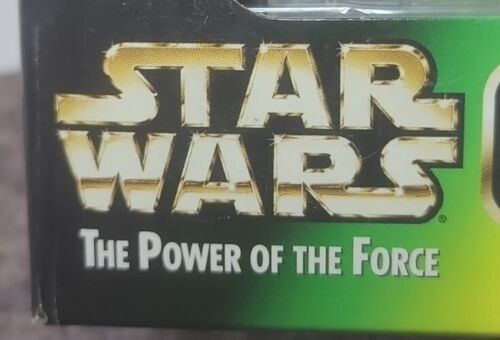 STAR
WARS®
THE POWER OF THE FORCE